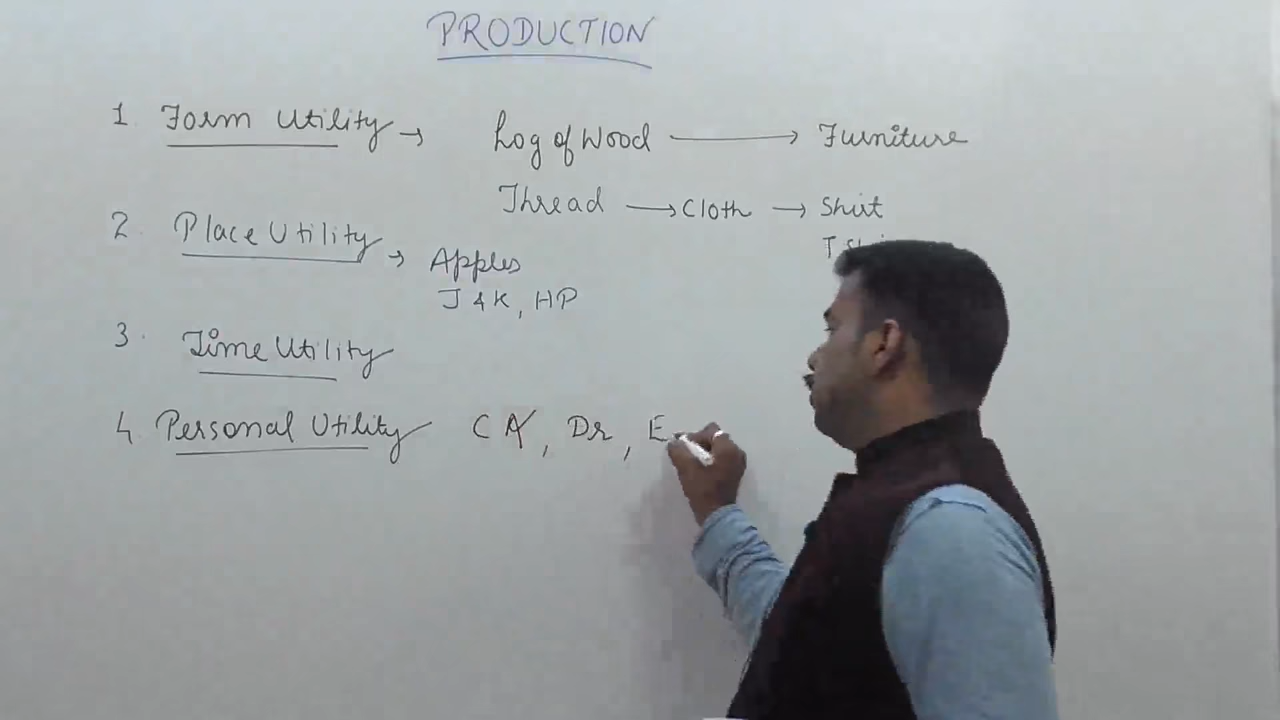 PRODUCTION
1. Form Utility → Log of Wood → Furniture
Thread → Cloth → Shirt
2. Place Utility → Apples
J & K, HP
3. Time Utility
4. Personal Utility CA, Dr, E